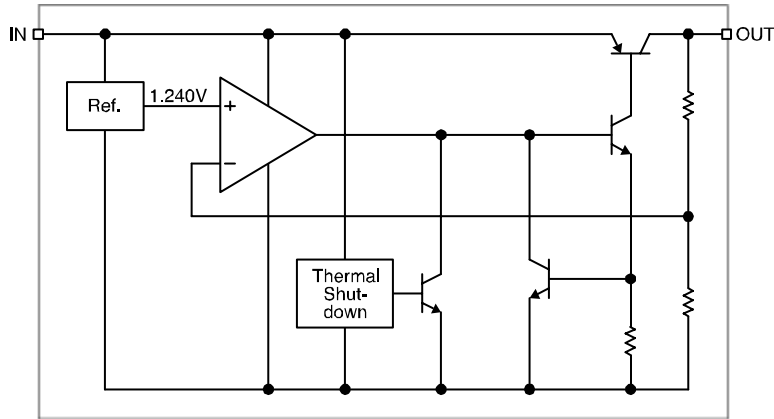 IN
OUT
Ref.
1.240V
+
−
Thermal
Shut-
down